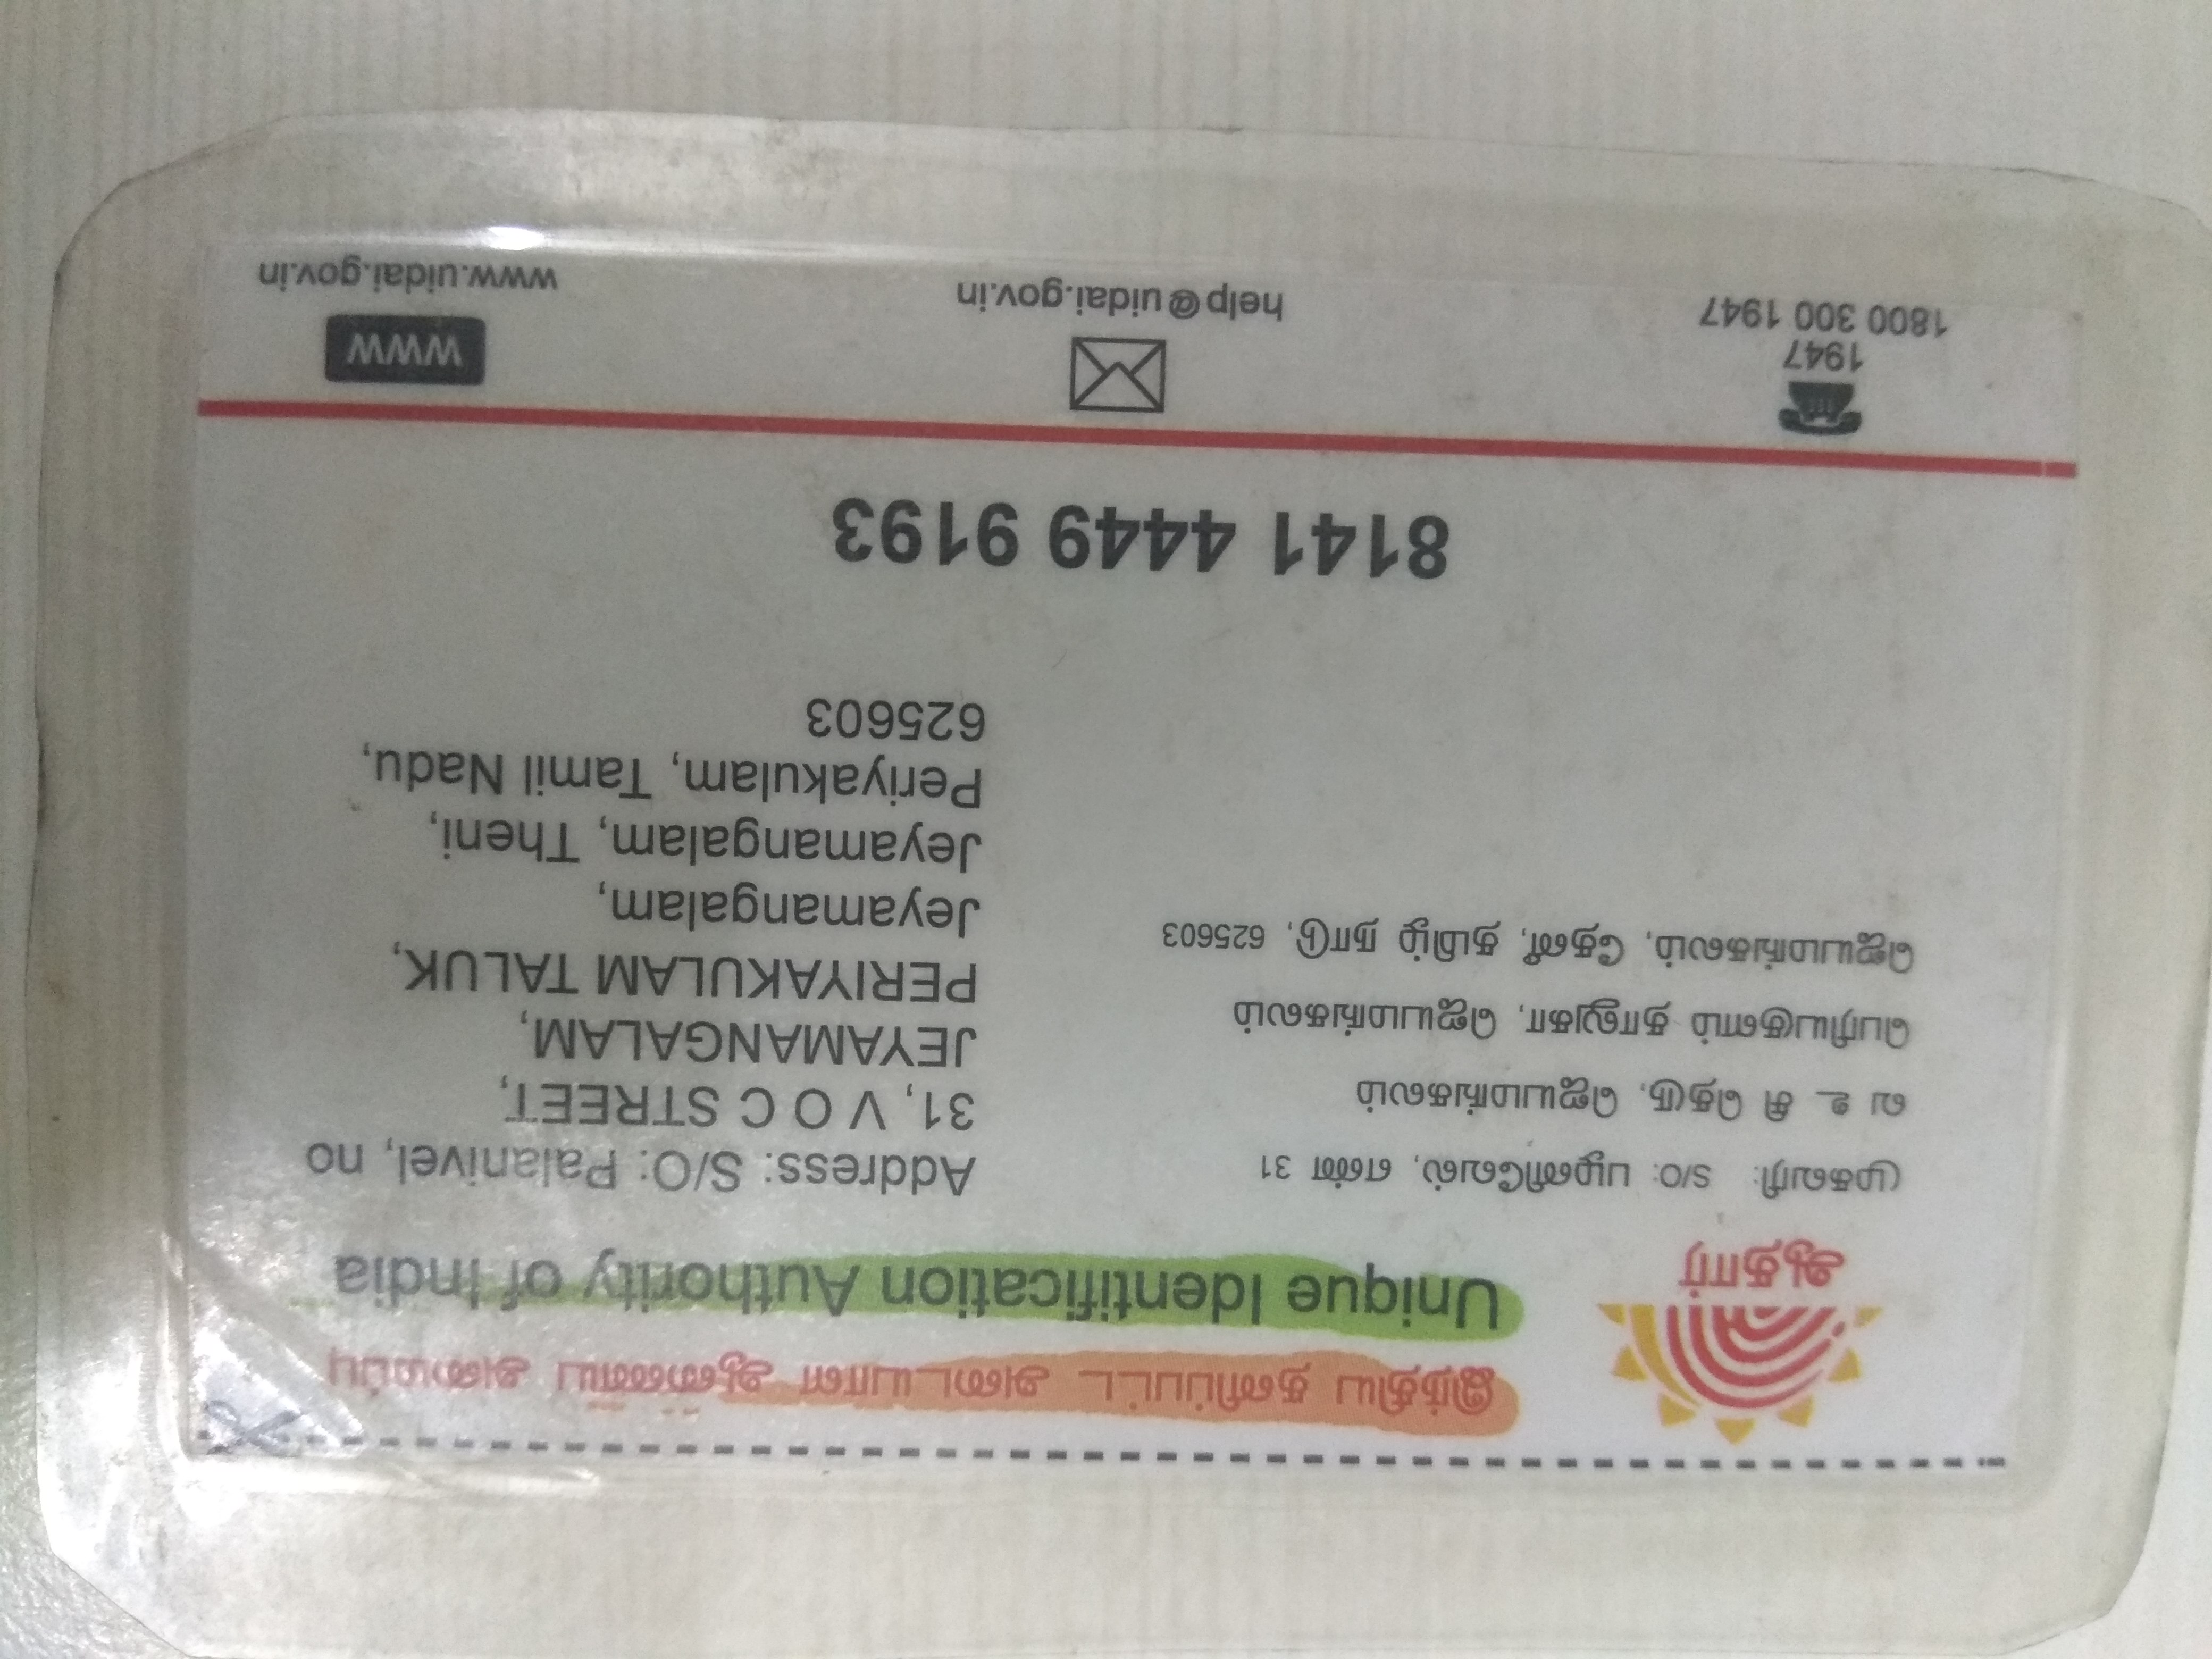 இந்திய தனிப்பட்ட அடையாள ஆணைய அமைப்பு
Unique Identification Authority of India
ஆதார்
முகவரி: S/O: பழனிவேல், எண் 31
வ உ சி தெரு, ஜெயமங்கலம்
பெரியகுளம் தாலுகா, ஜெயமங்கலம்
ஜெயமங்கலம், தேனீ, தமிழ் நாடு, 625603
Address: S/O: Palanivel, no
31, V O C STREET,
JEYAMANGALAM,
PERIYAKULAM TALUK,
Jeyamangalam,
Jeyamangalam, Theni,
Periyakulam, Tamil Nadu,
625603
8141 4449 9193
1947
1800 300 1947
help@uidai.gov.in
WWW
www.uidai.gov.in